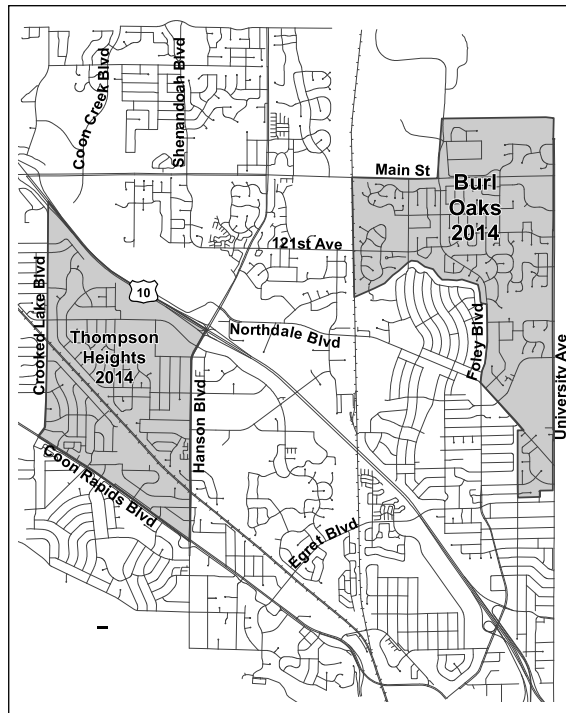 Coon Creek Blvd
Shenandoah Blvd
Main St
Burl
Oaks
2014
121st Ave
10
Crooked Lake Blvd
Thompson
Heights
2014
Northdale Blvd
Foley Blvd
University Ave
Hanson Blvd
Coon Rapids Blvd
Egret Blvd